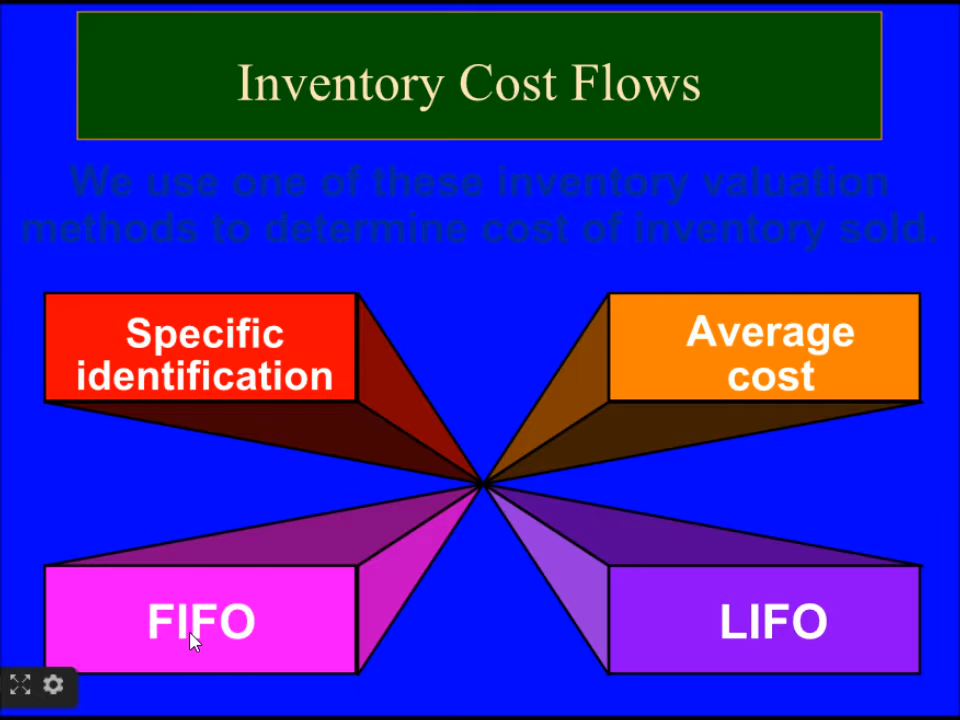 Inventory Cost Flows
We use one of these inventory valuation
methods to determine cost of inventory sold.
Specific
identification
Average
cost
FIFO
LIFO